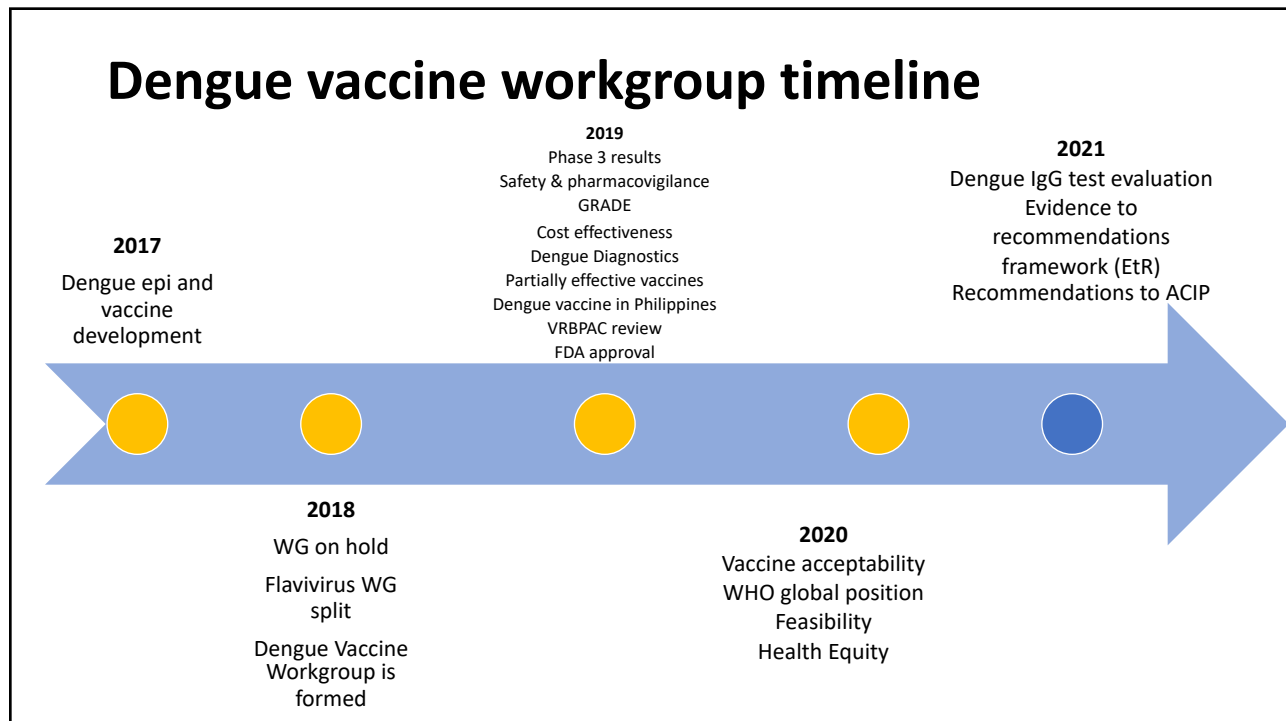 Dengue vaccine workgroup timeline
2017
Dengue epi and
vaccine
development
2018
WG on hold
Flavivirus WG
split
Dengue Vaccine
Workgroup is
formed
2019
Phase 3 results
Safety & pharmacovigilance
GRADE
Cost effectiveness
Dengue Diagnostics
Partially effective vaccines
Dengue vaccine in Philippines
VRBPAC review
FDA approval
2020
Vaccine acceptability
WHO global position
Feasibility
Health Equity
2021
Dengue IgG test evaluation
Evidence to
recommendations
framework (EtR)
Recommendations to ACIP